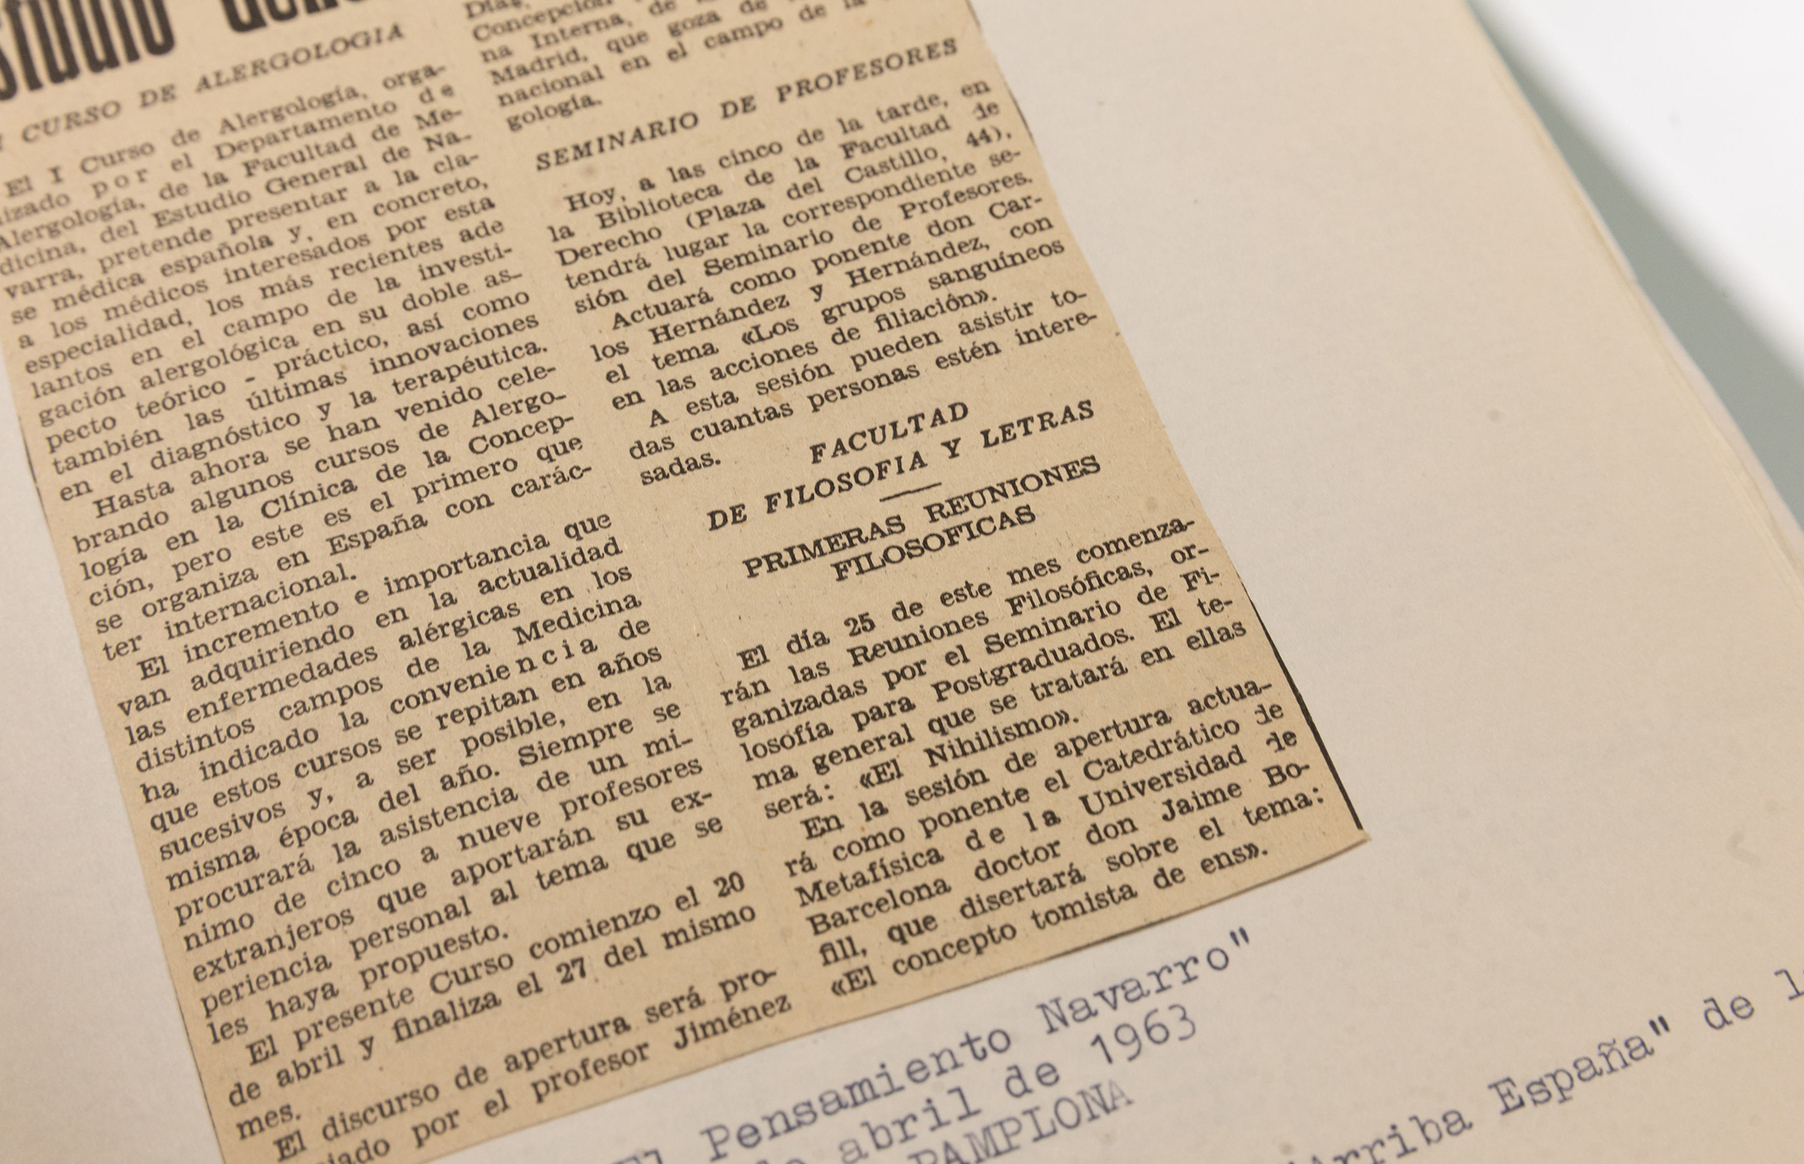 CURSO DE ALERGOLOGIA
El I Curso de Alergología, orga-
izado por el Departamento de
Alergología, de la Facultad de Me-
dicina, del Estudio General de Na-
varra, pretende presentar a la cla-
se médica española y, en concreto,
a los médicos interesados por esta
especialidad, los más recientes ade
lantos en el campo de la investi-
gación alergológica en su doble as-
pecto teórico - práctico, así como
también las últimas innovaciones
en el diagnóstico y la terapéutica.
Hasta ahora se han venido cele-
brando algunos cursos de Alergo-
logía en la Clínica de la Concep-
ción, pero este es el primero que
se organiza en España con carác-
ter internacional.
El incremento e importancia que
van adquiriendo en la actualidad
las enfermedades alérgicas en los
distintos campos de la Medicina
ha indicado la conveniencia de
que estos cursos se repitan en años
sucesivos y, a ser posible, en la
misma época del año. Siempre se
procurará la asistencia de un mí-
nimo de cinco a nueve profesores
extranjeros que aportarán su ex-
periencia personal al tema que se
les haya propuesto.
El presente Curso comienzo el 20
de abril y finaliza el 27 del mismo
mes.
El discurso de apertura será pro-
iado por el profesor Jiménez
Díaz,
Concepción
na Interna, de
Madrid, que goza de
nacional en el campo de la
gología.
SEMINARIO DE PROFESORES
Hoy, a las cinco de la tarde, en
la Biblioteca de la Facultad de
Derecho (Plaza del Castillo, 44),
tendrá lugar la correspondiente se-
sión del Seminario de Profesores.
Actuará como ponente don Car-
los Hernández y Hernández, con
el tema «Los grupos sanguíneos
en las acciones de filiación».
A esta sesión pueden asistir to-
das cuantas personas estén intere-
sadas.
FACULTAD
DE FILOSOFIA Y LETRAS
PRIMERAS REUNIONES
FILOSOFICAS
El día 25 de este mes comenza-
rán las Reuniones Filosóficas, or-
ganizadas por el Seminario de Fi-
losofía para Postgraduados. El te-
ma general que se tratará en ellas
será: «El Nihilismo».
En la sesión de apertura actua-
rá como ponente el Catedrático de
Metafísica de la Universidad de
Barcelona doctor don Jaime Bo-
fill, que disertará sobre el tema:
«El concepto tomista de ens».
El Pensamiento Navarro"
abril de 1963
PAMPLONA
"Arriba España" de